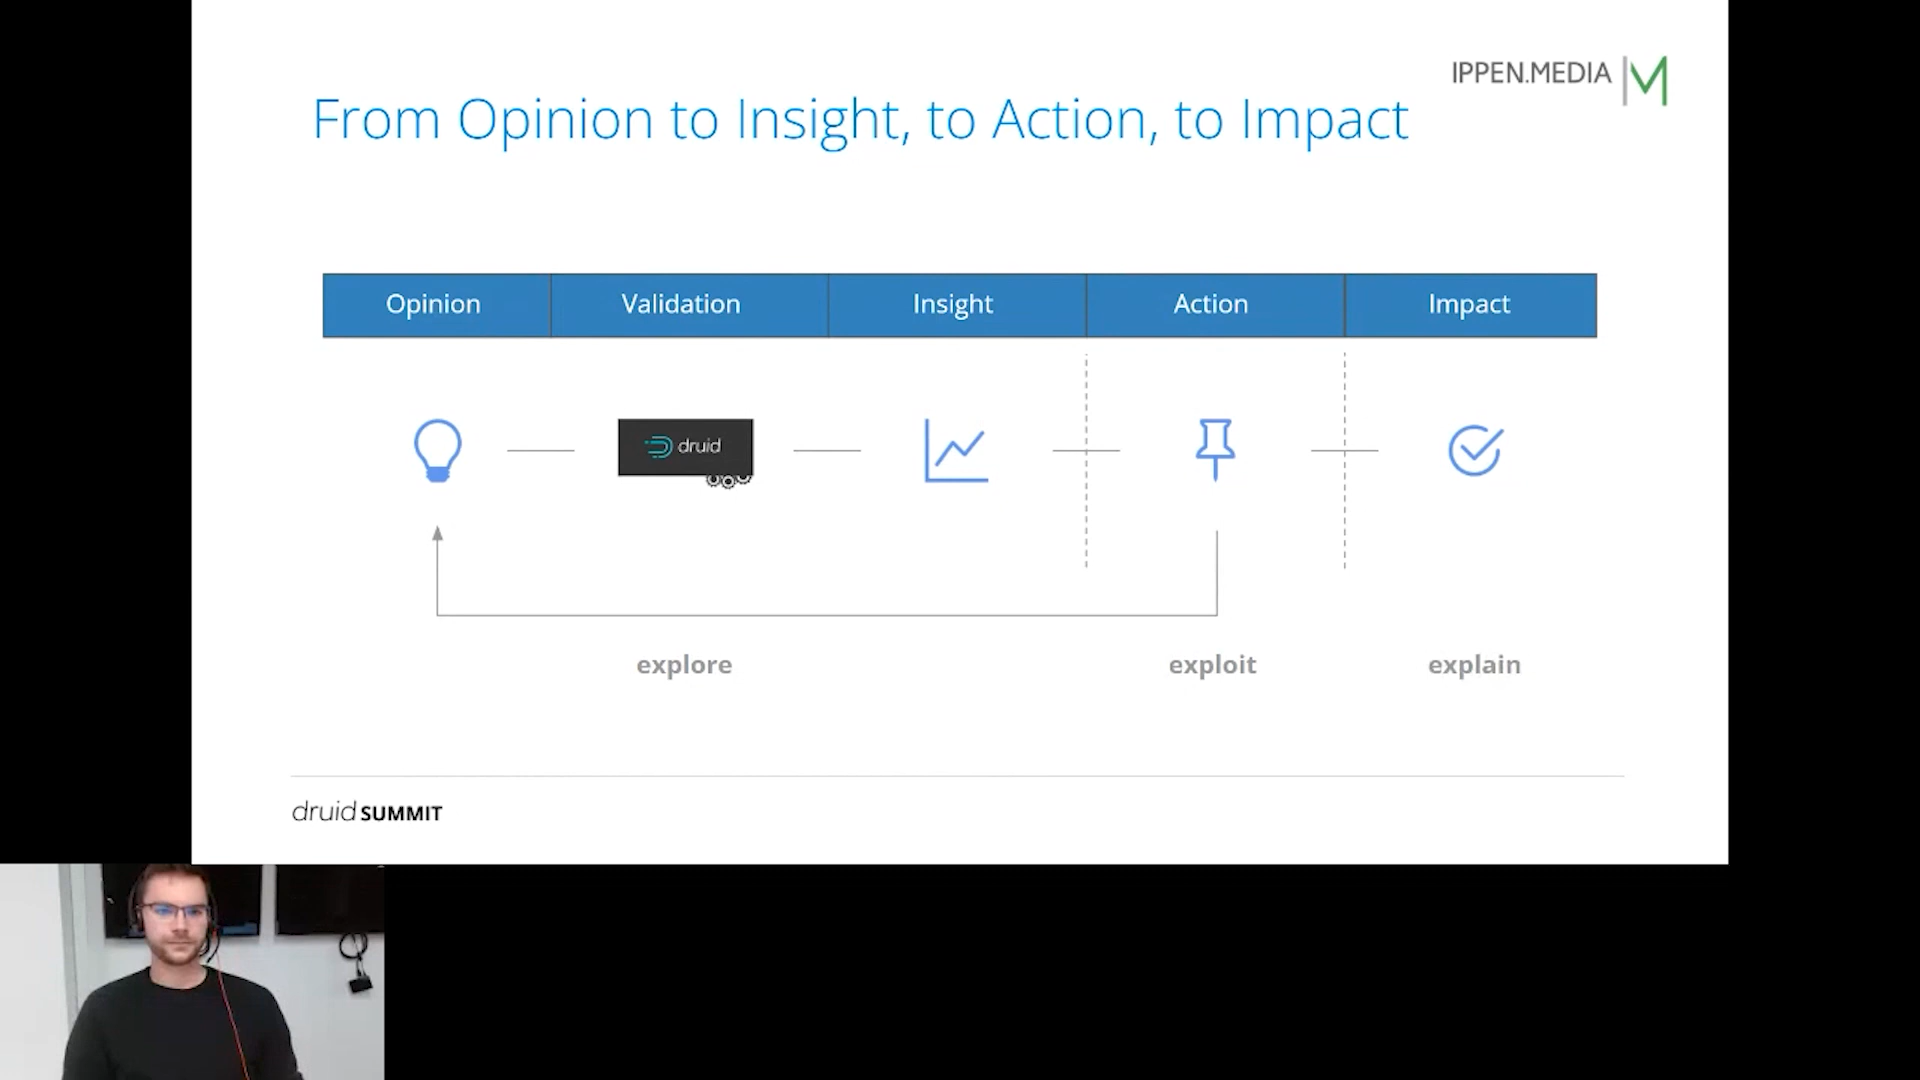 IPPEN.MEDIA
From Opinion to Insight, to Action, to Impact
Opinion Validation Insight Action Impact
druid
explore exploit explain
druid SUMMIT